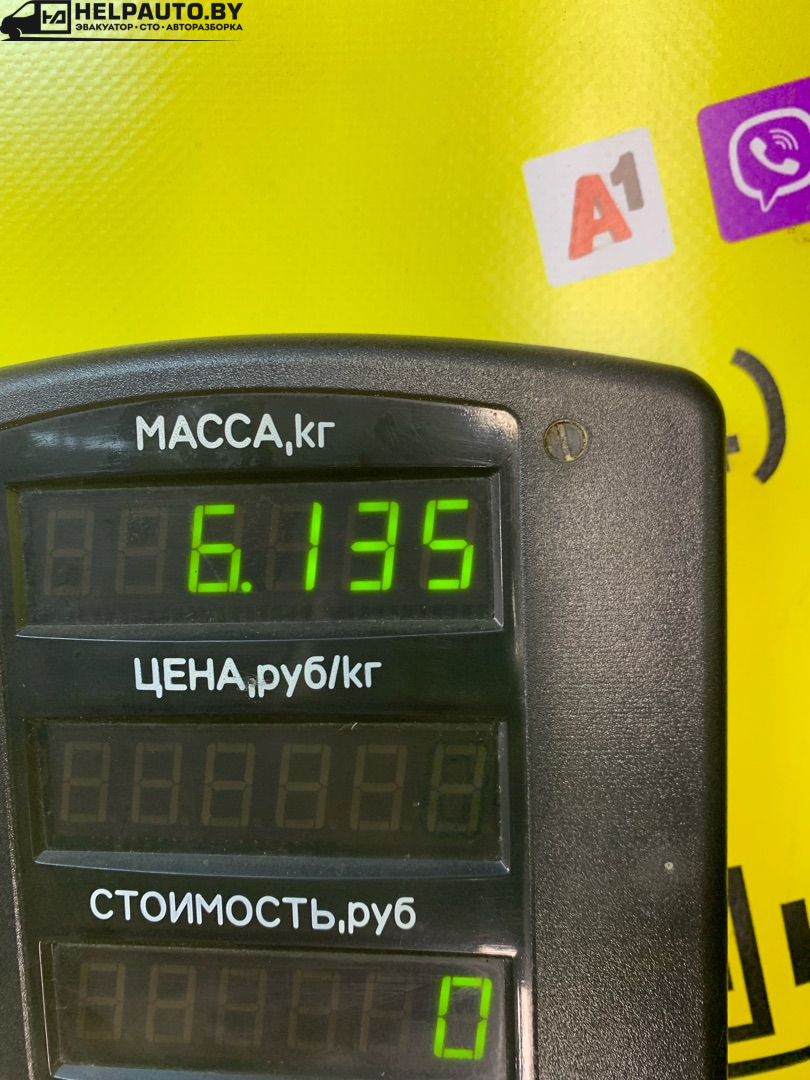 HELPAUTO.BY
ЭВАКУАТОР • СТО • АВТОРАЗБОРКА
A1
МАССА,кг
6.135
ЦЕНА,руб/кг
СТОИМОСТЬ,руб
0